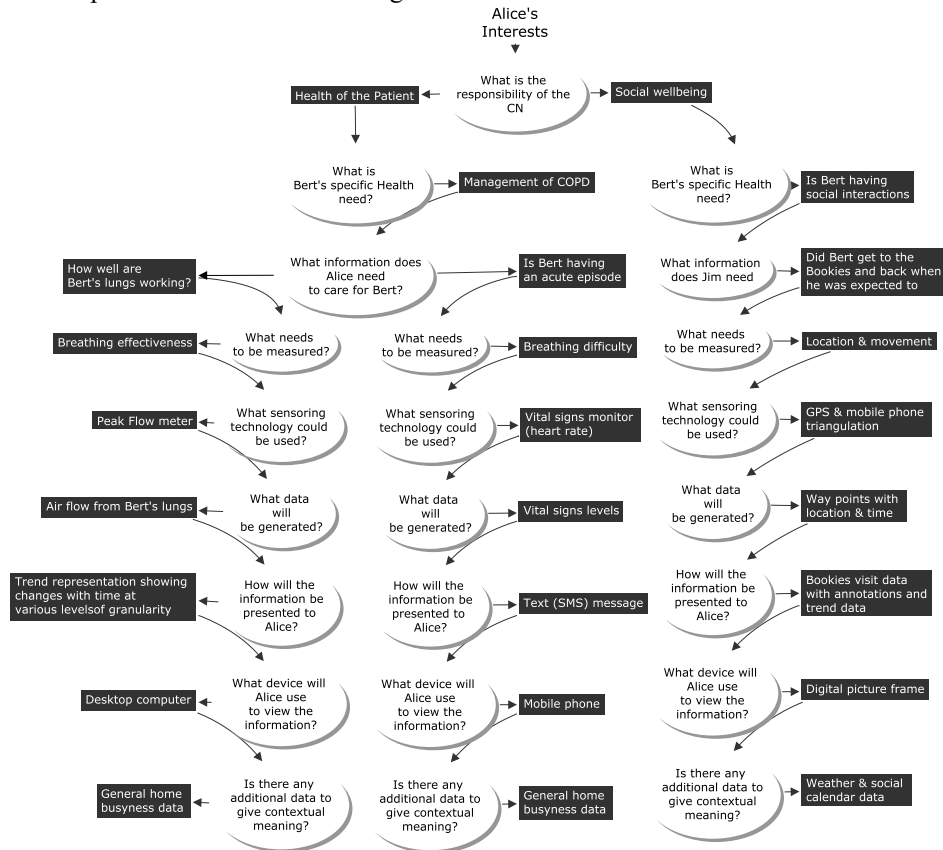 Alice's
Interests
What is the
responsibility of the
CN
Health of the Patient
Social wellbeing
What is
Bert's specific Health
need?
Management of COPD
What is
Bert's specific Health
need?
Is Bert having
social interactions
How well are
Bert's lungs working?
What information does
Alice need
to care for Bert?
Is Bert having
an acute episode
What information
does Jim need
Did Bert get to the
Bookies and back when
he was expected to
Breathing effectiveness
What needs
to be measured?
What needs
to be measured?
Breathing difficulty
What needs
to be measured?
Location & movement
Peak Flow meter
What sensoring
technology could
be used?
What sensoring
technology could
be used?
Vital signs monitor
(heart rate)
What sensoring
technology could
be used?
GPS & mobile phone
triangulation
Air flow from Bert's lungs
What data
will
be generated?
What data
will
be generated?
Vital signs levels
What data
will
be generated?
Way points with
location & time
Trend representation showing
changes with time at
various levelsof granularity
How will the
information be
presented to
Alice?
How will the
information be
presented to
Alice?
Text (SMS) message
How will the
information be
presented to
Alice?
Bookies visit data
with annotations and
trend data
Desktop computer
What device will
Alice use
to view the
information?
What device will
Alice use
to view the
information?
Mobile phone
What device will
Alice use
to view the
information?
Digital picture frame
General home
busyness data
Is there any
additional data to
give contextual
meaning?
Is there any
additional data to
give contextual
meaning?
General home
busyness data
Is there any
additional data to
give contextual
meaning?
Weather & social
calendar data